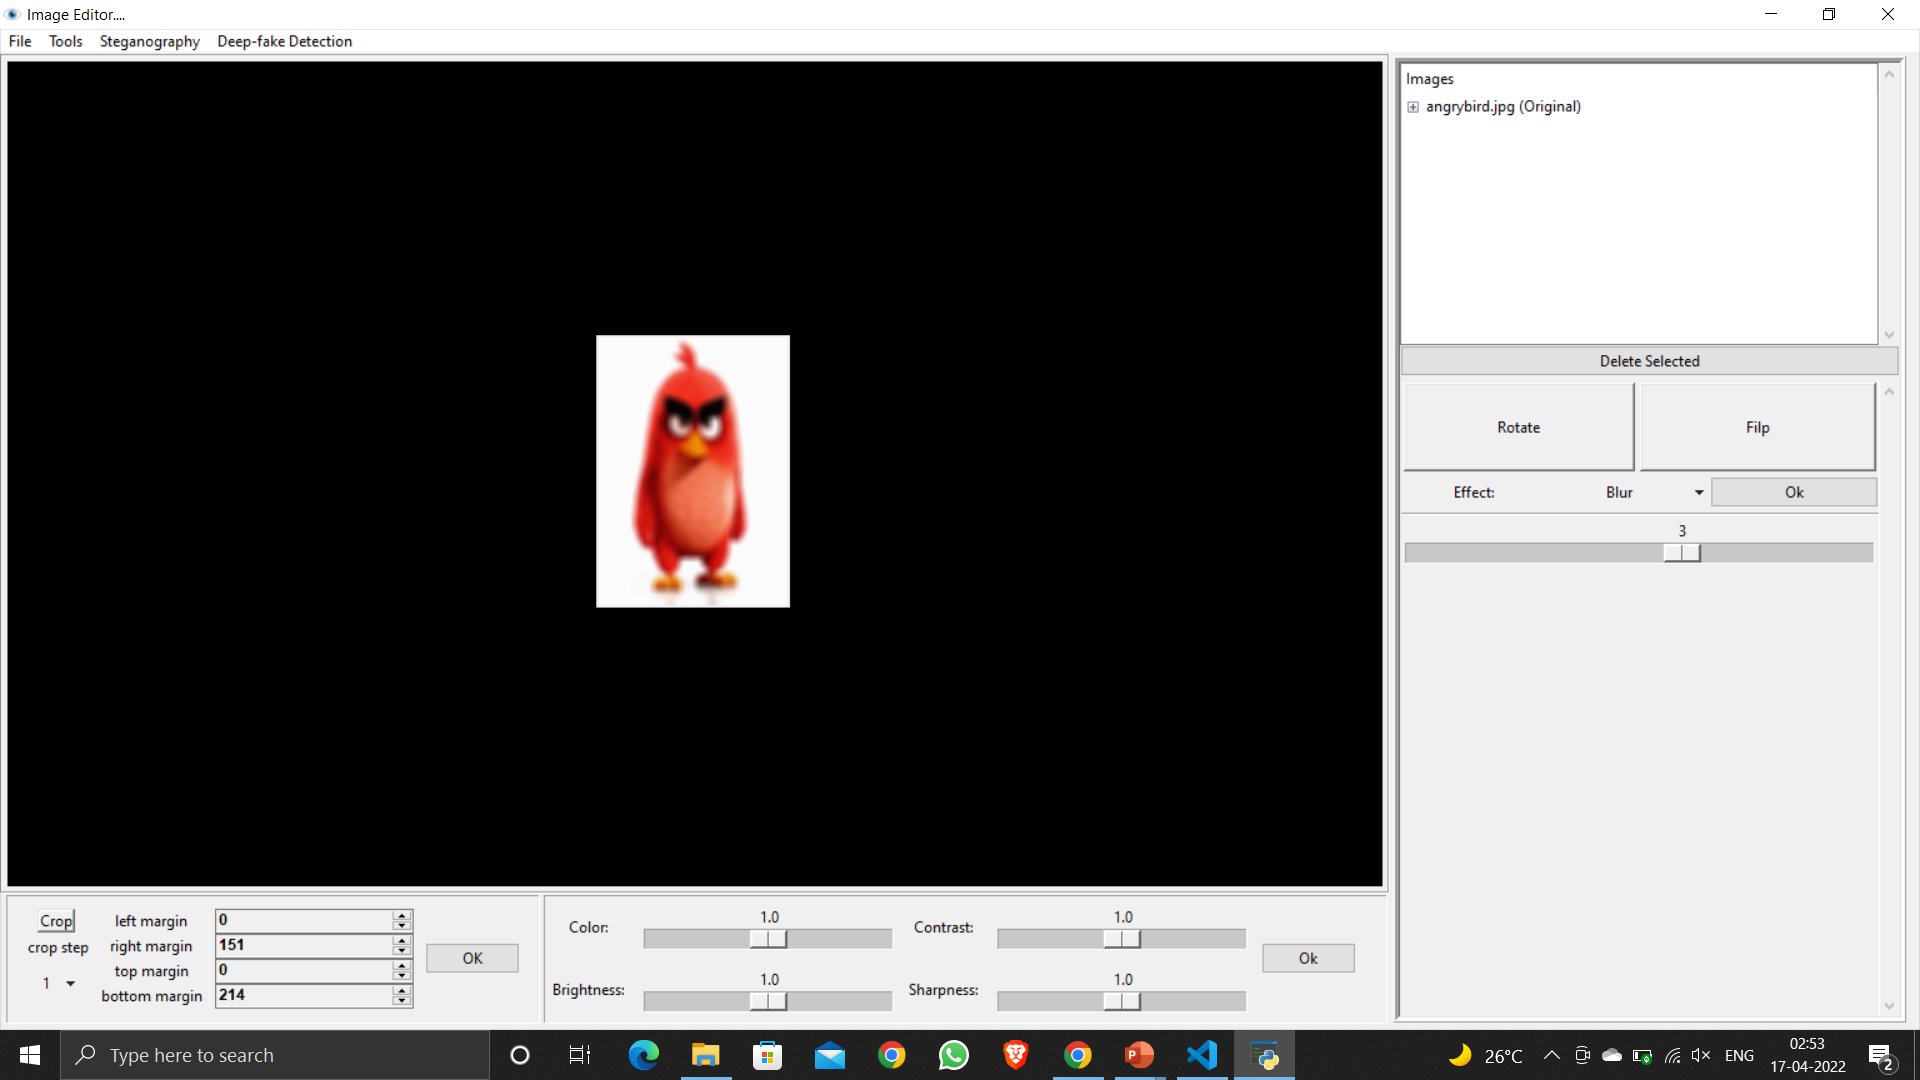 Image Editor....
File Tools Steganography Deep-fake Detection
Images
angrybird.jpg (Original)
Delete Selected
Rotate Filp
Effect: Blur Ok
3
Crop left margin 0
crop step right margin 151
1 top margin 0
bottom margin 214
OK
Color: 1.0 Contrast: 1.0
Brightness: 1.0 Sharpness: 1.0
Ok
Type here to search
P
26°C ENG
02:53
17-04-2022
2